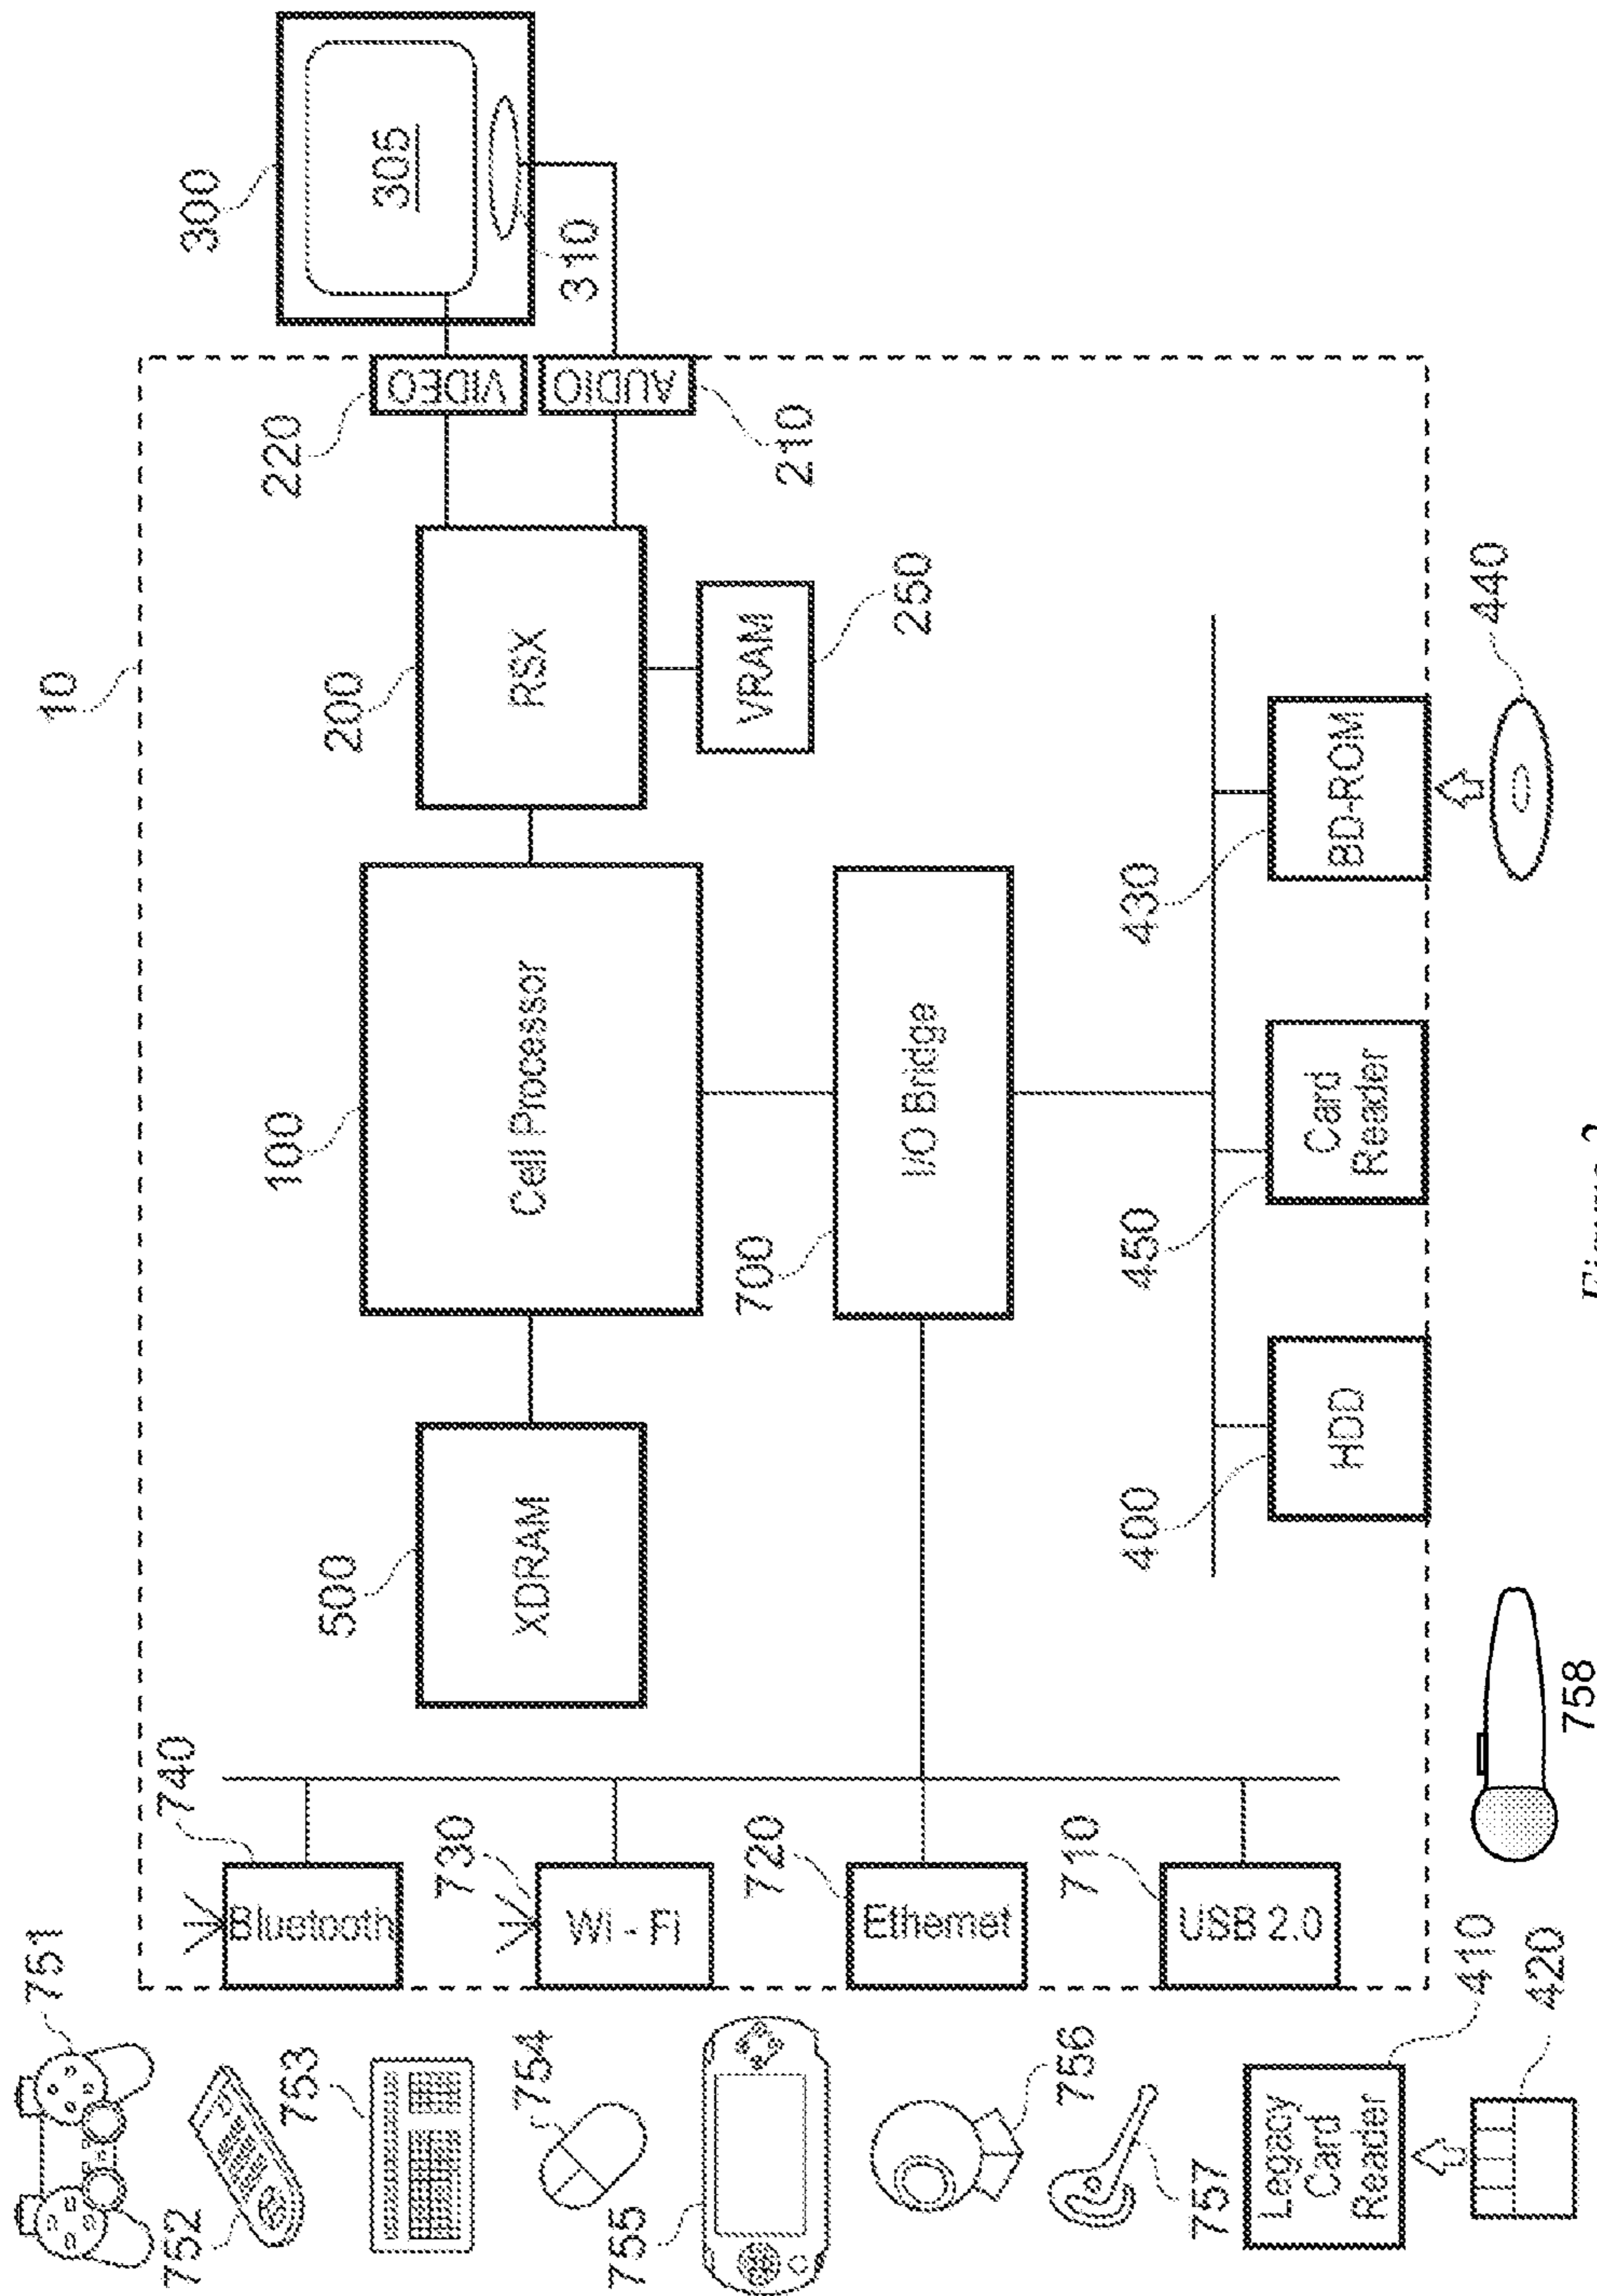 10
300
305
310
220
VIDEO
AUDIO
210
200
RSX
VRAM
250
100
Cell Processor
500
XDRAM
700
I/O Bridge
740
Bluetooth
730
Wi - Fi
720
Ethernet
710
USB 2.0
400
HDD
450
Card
Reader
430
BD-ROM
440
751
752
753
754
755
756
757
758
Legacy
Card
Reader
410
420